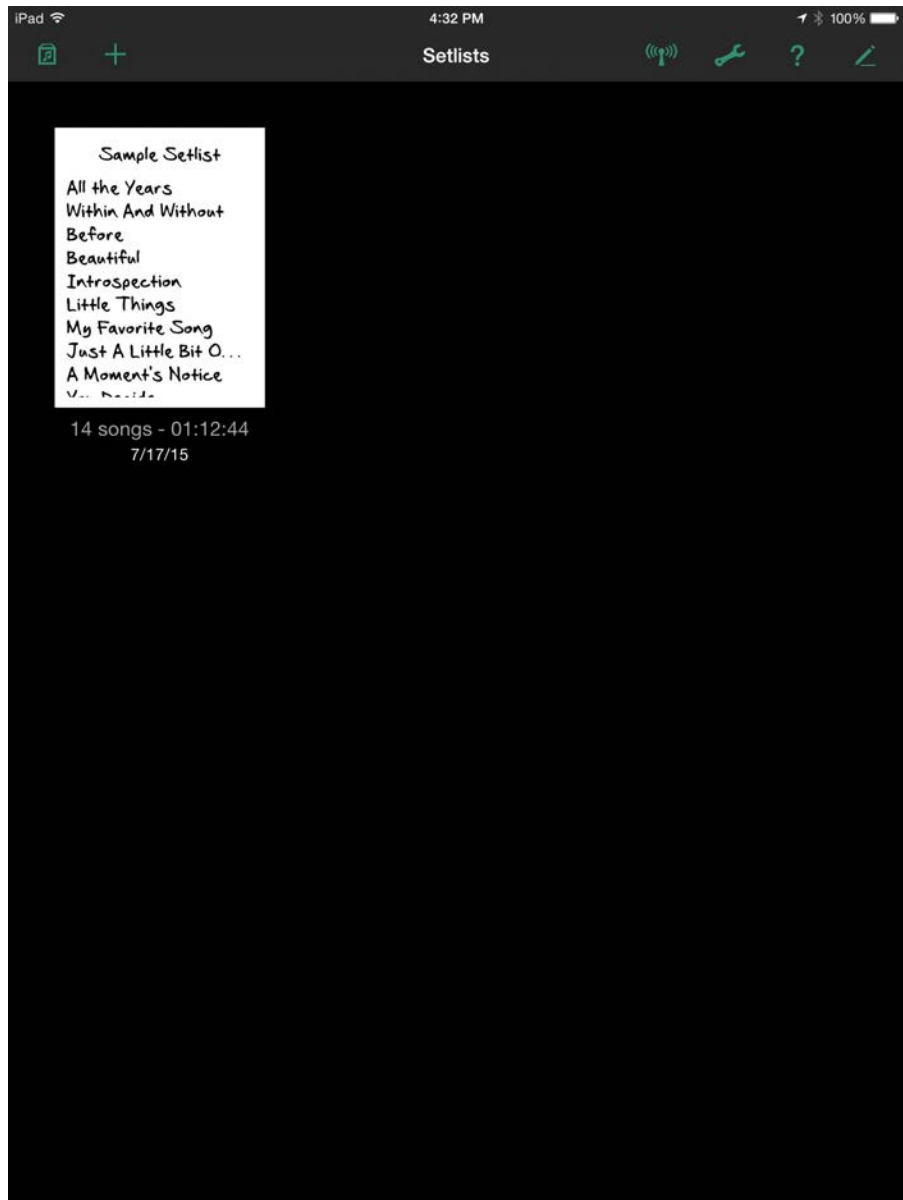 iPad 4:32 PM 100%
Setlists ?
Sample Setlist
All the Years
Within And Without
Before
Beautiful
Introspection
Little Things
My Favorite Song
Just A Little Bit O...
A Moment's Notice
14 songs - 01:12:44
7/17/15